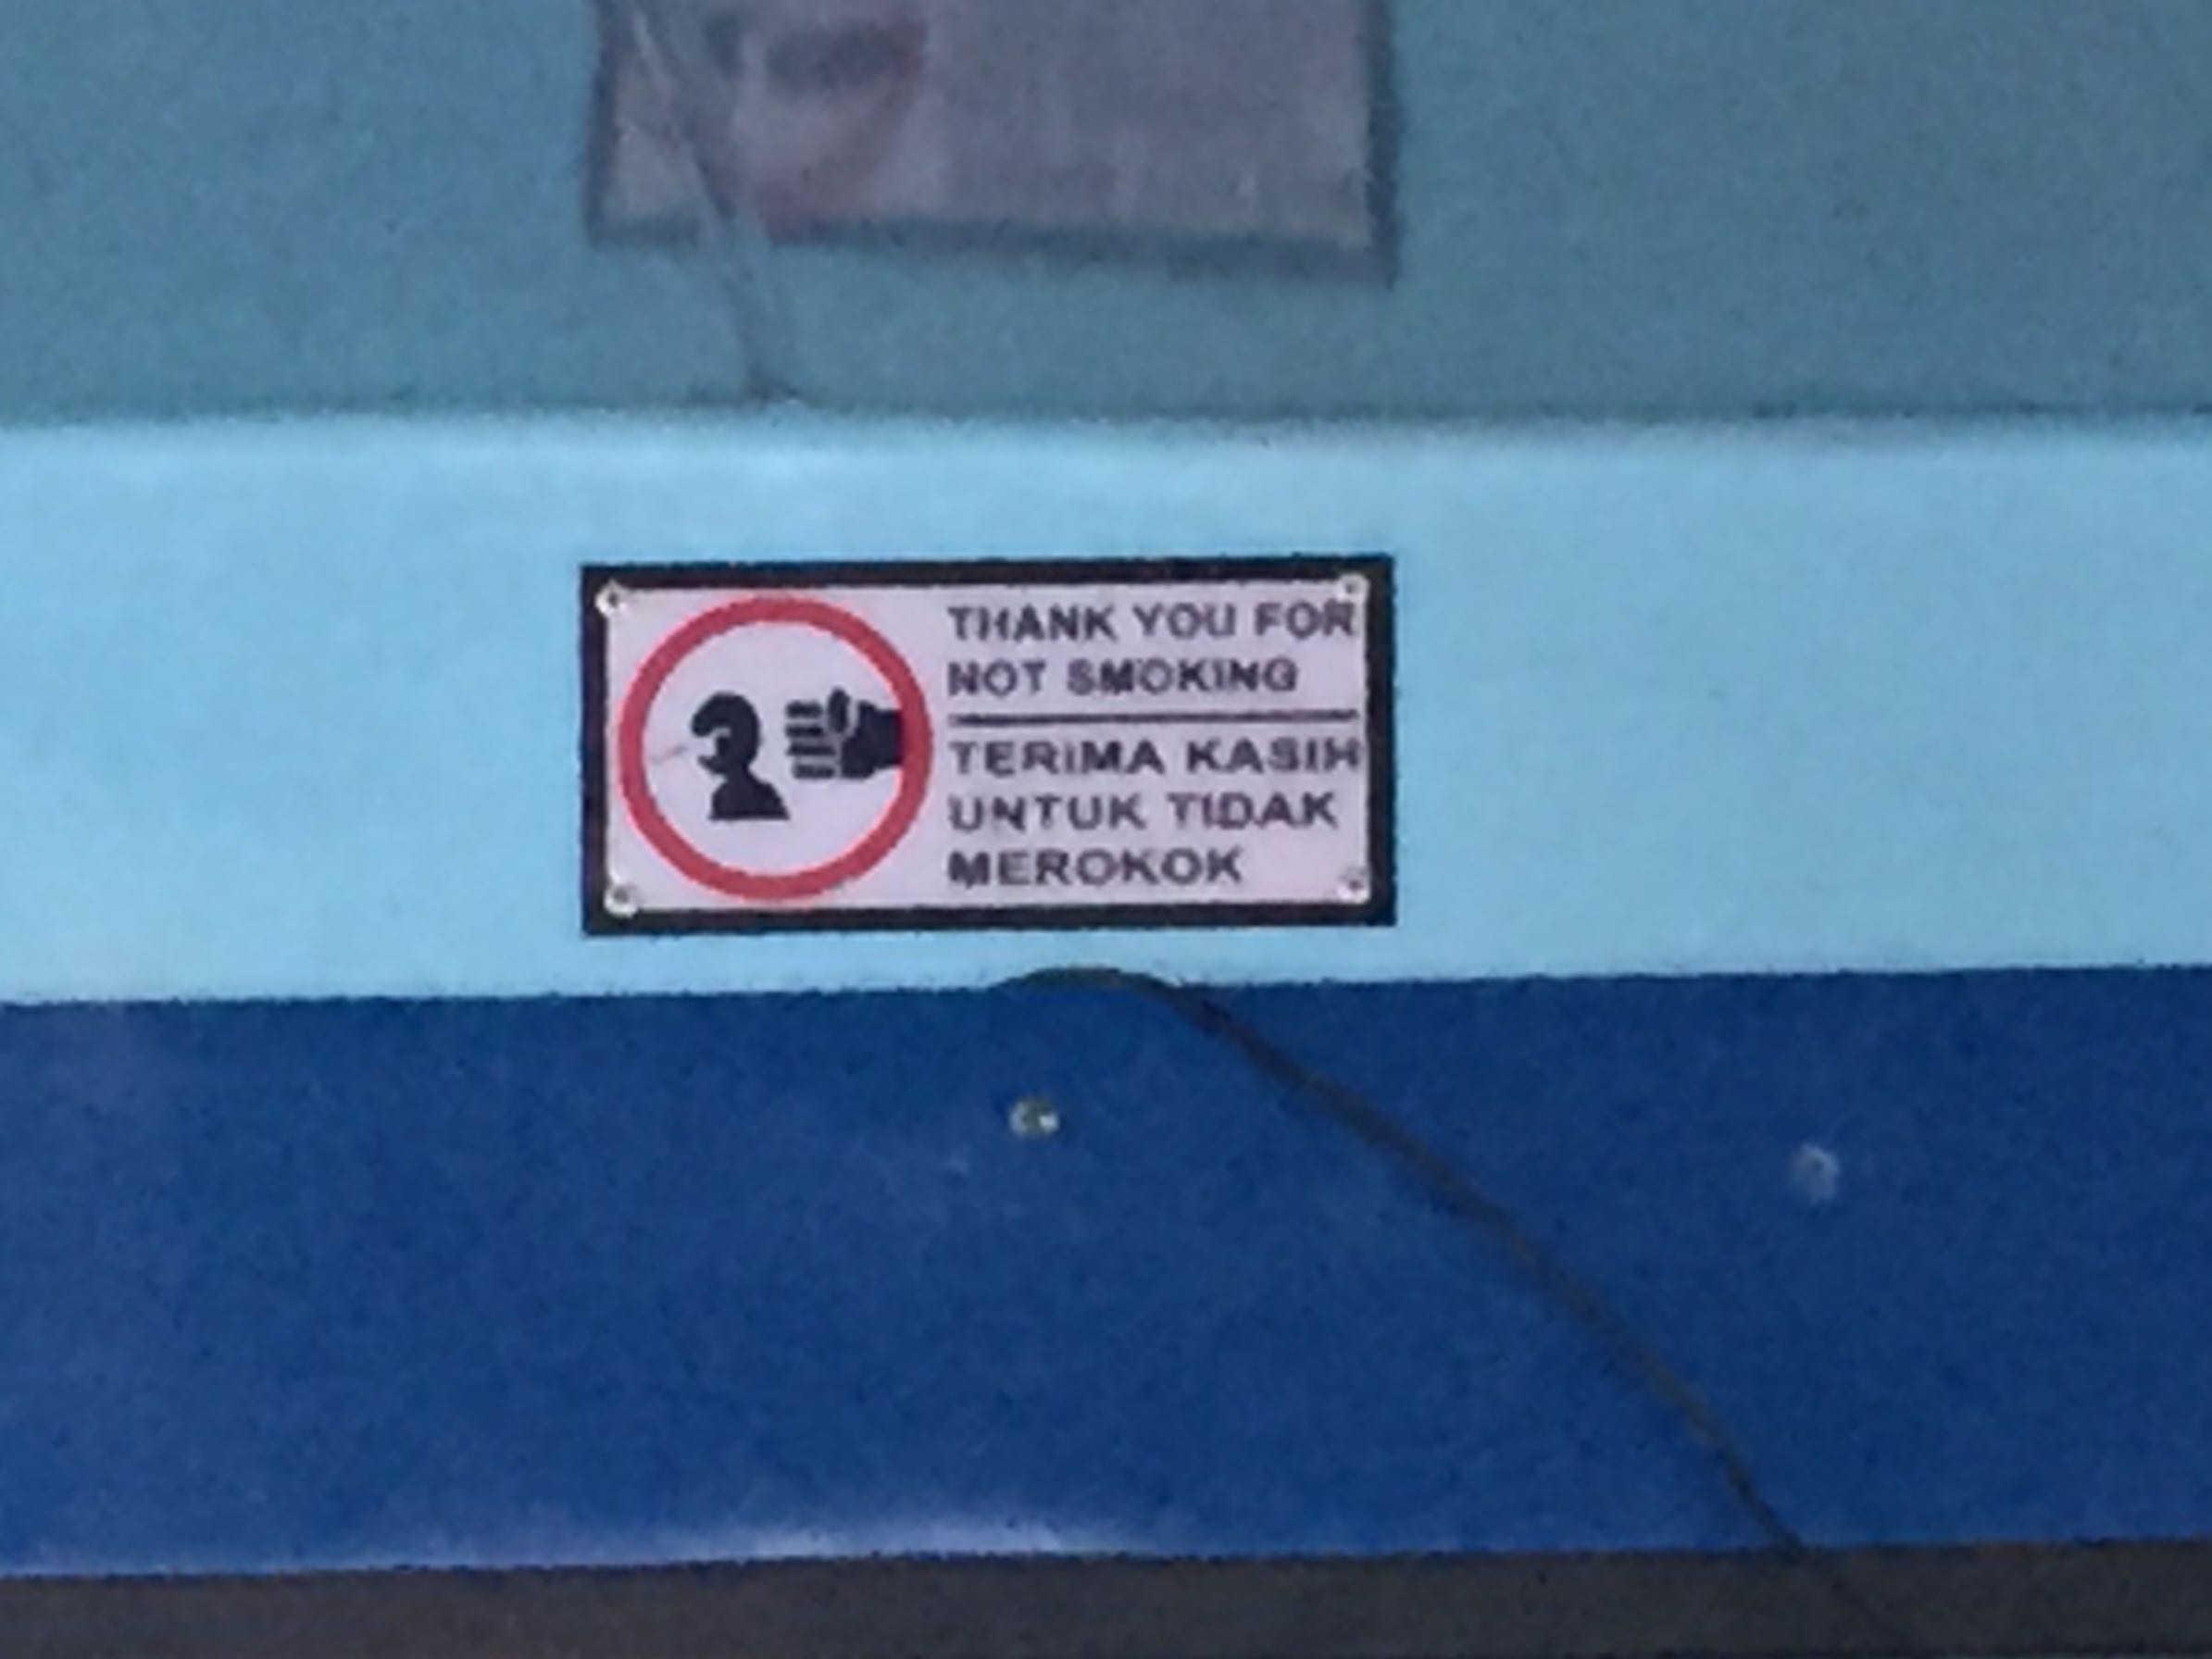 THANK YOU FOR
NOT SMOKING
TERIMA KASIH
UNTUK TIDAK
MEROKOK